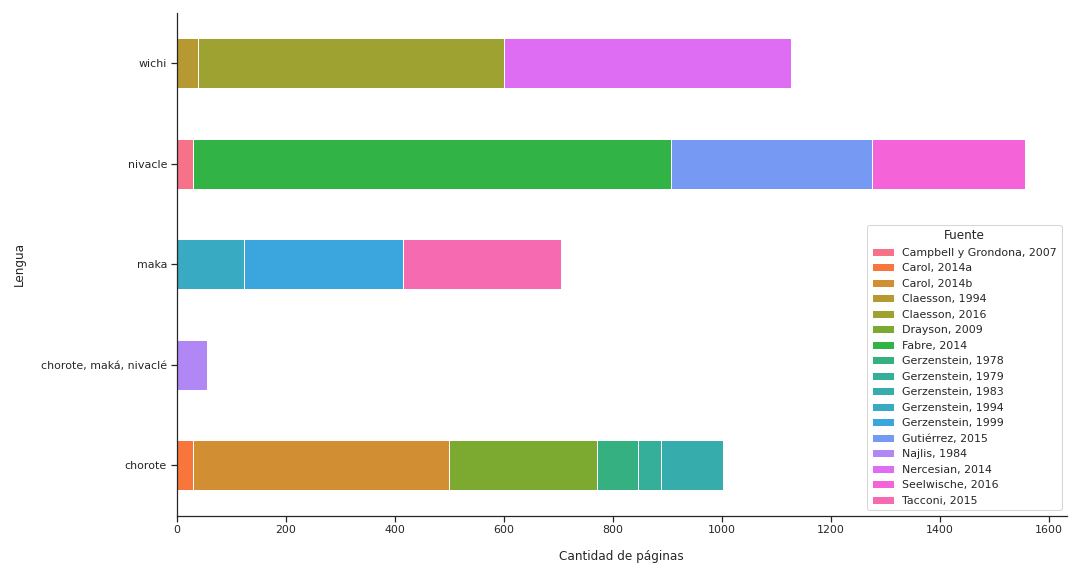 wichi
nivacle
maka
chorote, maká, nivaclé
chorote
Lengua
0 200 400 600 800 1000 1200 1400 1600
Cantidad de páginas
Fuente
Campbell y Grondona, 2007
Carol, 2014a
Carol, 2014b
Claesson, 1994
Claesson, 2016
Drayson, 2009
Fabre, 2014
Gerzenstein, 1978
Gerzenstein, 1979
Gerzenstein, 1983
Gerzenstein, 1994
Gerzenstein, 1999
Gutiérrez, 2015
Najlis, 1984
Nercesian, 2014
Seelwische, 2016
Tacconi, 2015